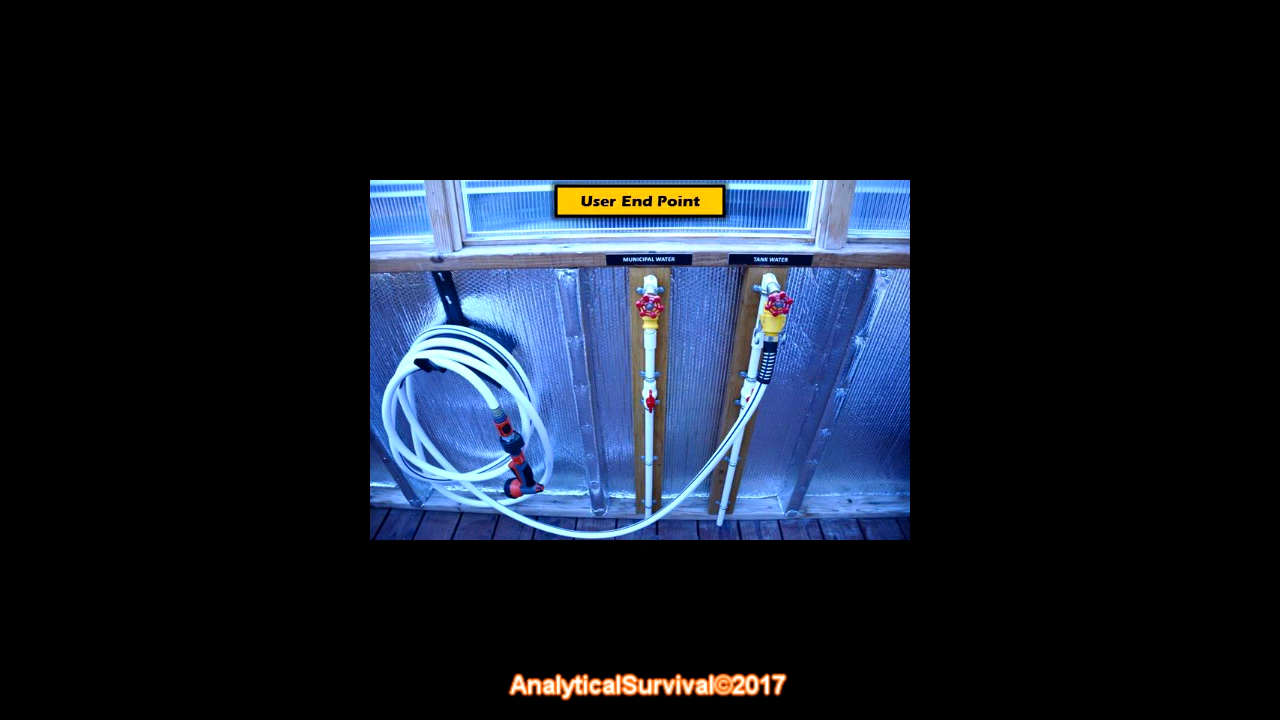 User End Point
MUNICIPAL WATER
TANK WATER
AnalyticalSurvival©2017